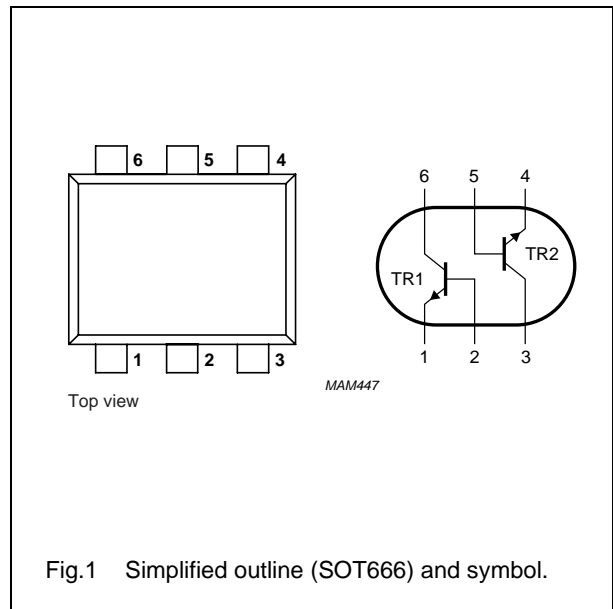 6 5 4
6 5 4
TR1 TR2
1 2 3
1 2 3
Top view
MAM447
Fig.1 Simplified outline (SOT666) and symbol.